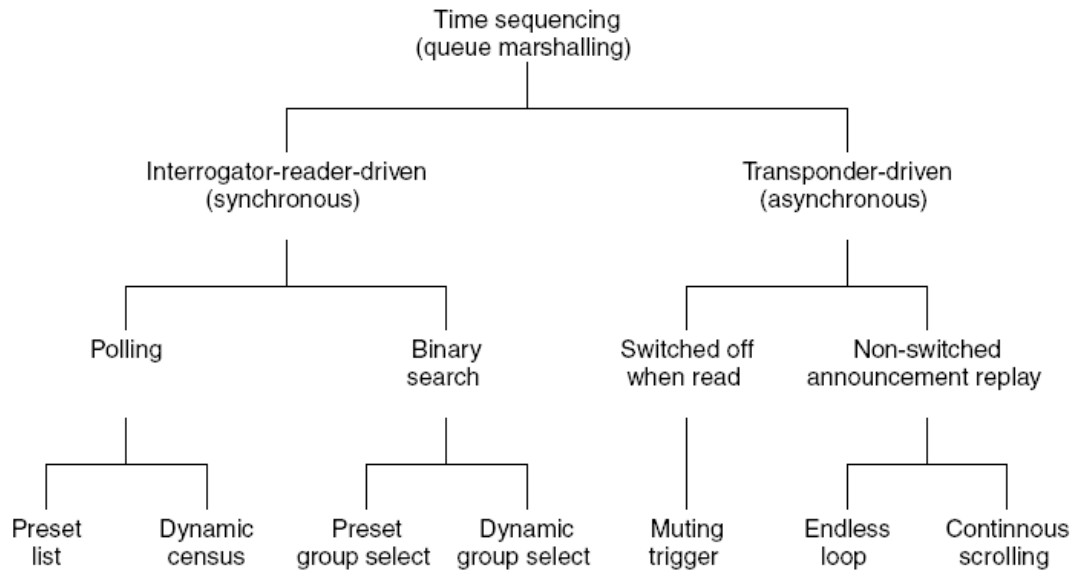 Time sequencing
(queue marshalling)
Interrogator-reader-driven
(synchronous)
Transponder-driven
(asynchronous)
Polling
Binary
search
Switched off
when read
Non-switched
announcement replay
Preset
list
Dynamic
census
Preset
group select
Dynamic
group select
Muting
trigger
Endless
loop
Continnous
scrolling